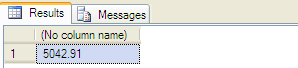 Results Messages
(No column name)
1 5042.91